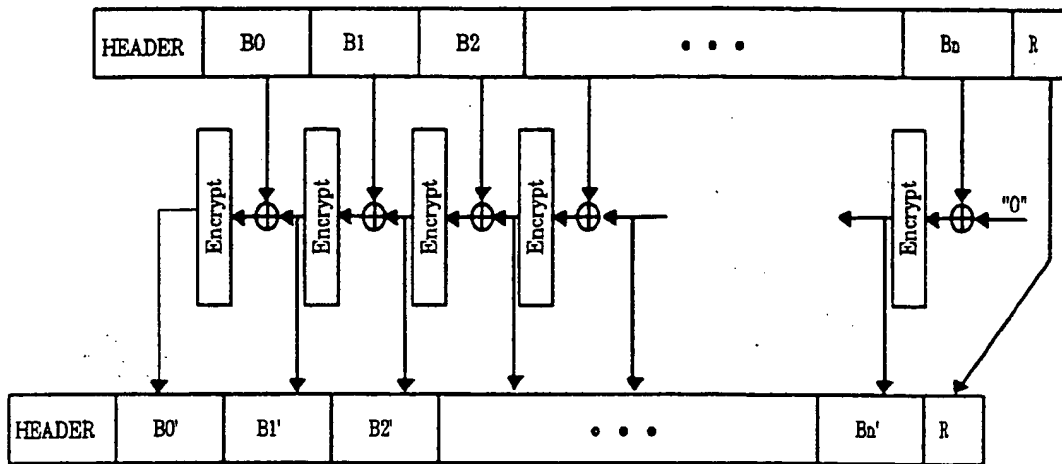 HEADER B0 B1 B2 • • • Bn R
Encrypt Encrypt Encrypt Encrypt Encrypt "0"
HEADER B0' B1' B2' • • • Bn' R